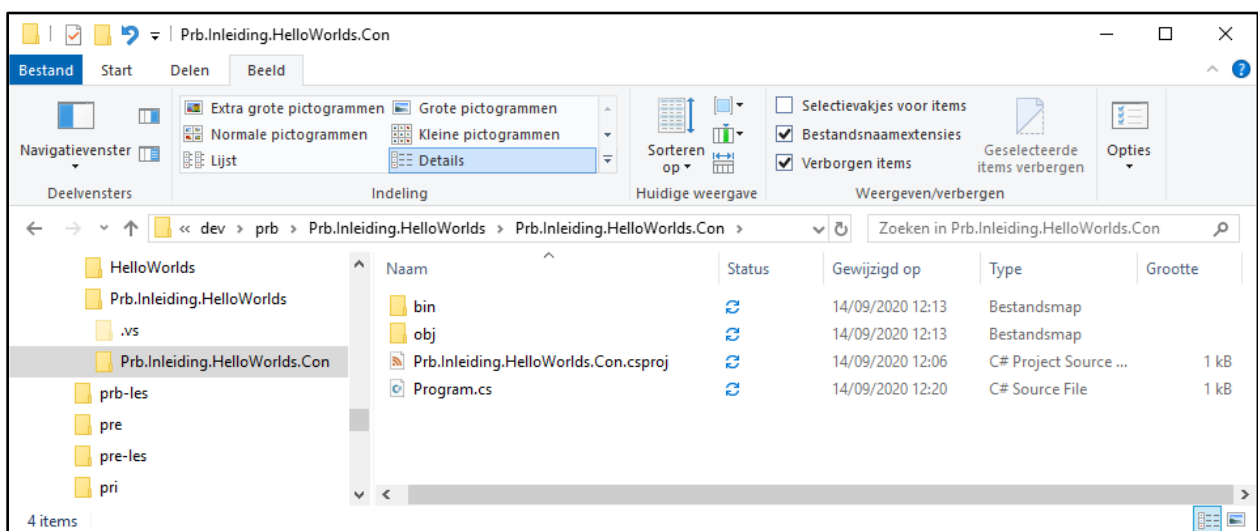 Prb.Inleiding.HelloWorlds.Con
Bestand Start Delen Beeld
Extra grote pictogrammen Grote pictogrammen
Normale pictogrammen Kleine pictogrammen
Lijst Details
Navigatievenster
Sorteren op
Selectievakjes voor items
Bestandsnaamextensies
Verborgen items
Geselecteerde items verbergen
Opties
Deelvensters Indeling Huidige weergave Weergeven/verbergen
« dev > prb > Prb.Inleiding.HelloWorlds > Prb.Inleiding.HelloWorlds.Con > Zoeken in Prb.Inleiding.HelloWorlds.Con
HelloWorlds
Prb.Inleiding.HelloWorlds
.vs
Prb.Inleiding.HelloWorlds.Con
prb-les
pre
pre-les
pri
Naam Status Gewijzigd op Type Grootte
bin 14/09/2020 12:13 Bestandsmap
obj 14/09/2020 12:13 Bestandsmap
Prb.Inleiding.HelloWorlds.Con.csproj 14/09/2020 12:06 C# Project Source ... 1 kB
Program.cs 14/09/2020 12:20 C# Source File 1 kB
4 items